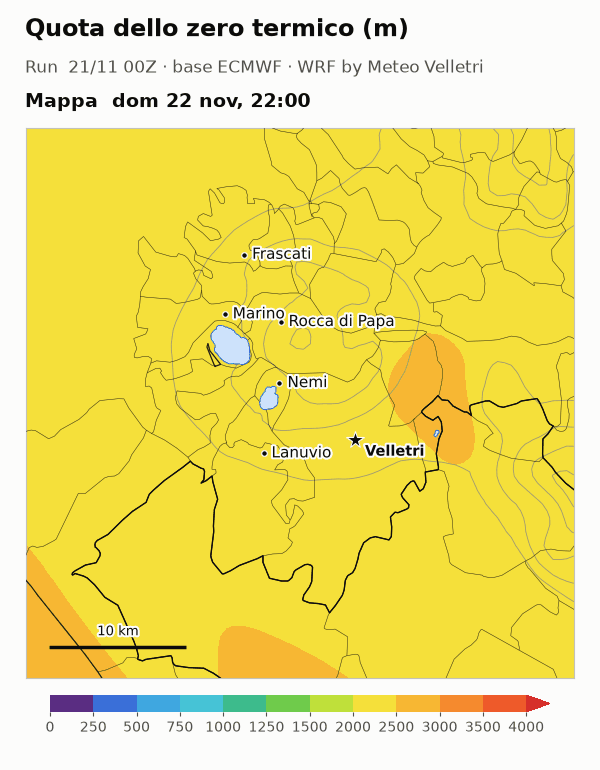 Quota dello zero termico (m)
Run  21/11 00Z · base ECMWF · WRF by Meteo Velletri
Mappa  dom 22 nov, 22:00
Frascati
Marino
Rocca di Papa
Nemi
Velletri
Lanuvio
10 km
0 250 500 750 1000 1250 1500 2000 2500 3000 3500 4000